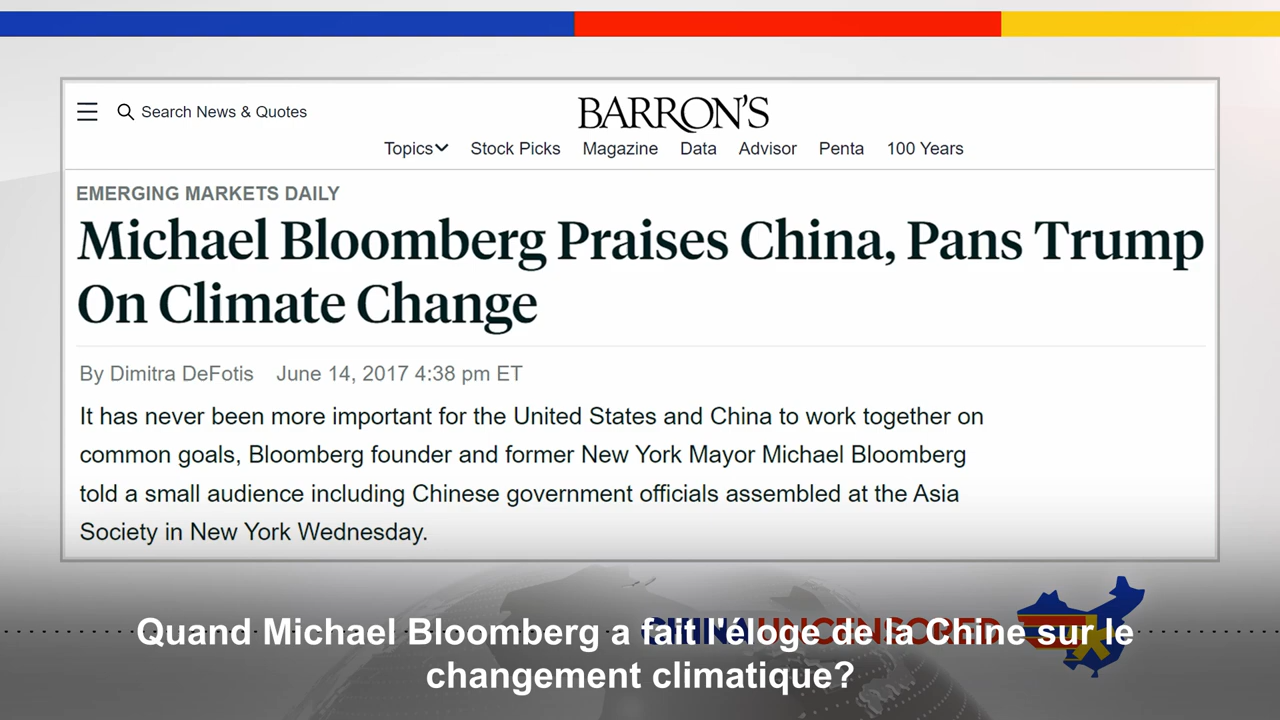 Search News & Quotes
BARRON'S
Topics Stock Picks Magazine Data Advisor Penta 100 Years
EMERGING MARKETS DAILY
Michael Bloomberg Praises China, Pans Trump
On Climate Change
By Dimitra DeFotis June 14, 2017 4:38 pm ET
It has never been more important for the United States and China to work together on
common goals, Bloomberg founder and former New York Mayor Michael Bloomberg
told a small audience including Chinese government officials assembled at the Asia
Society in New York Wednesday.
CHINA UNCENSORED
Quand Michael Bloomberg a fait l'éloge de la Chine sur le
changement climatique?